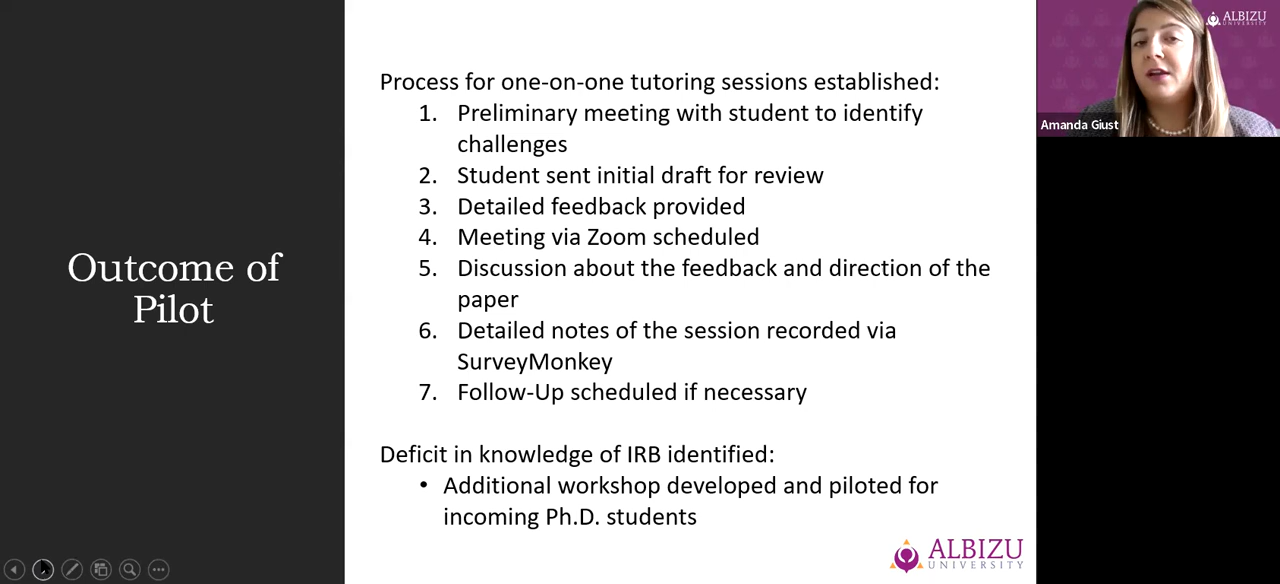 Outcome of
Pilot
Process for one-on-one tutoring sessions established:
1. Preliminary meeting with student to identify
challenges
2. Student sent initial draft for review
3. Detailed feedback provided
4. Meeting via Zoom scheduled
5. Discussion about the feedback and direction of the
paper
6. Detailed notes of the session recorded via
SurveyMonkey
7. Follow-Up scheduled if necessary
Deficit in knowledge of IRB identified:
• Additional workshop developed and piloted for
incoming Ph.D. students
ALBIZU
UNIVERSITY
ALBIZU
UNIVERSITY
Amanda Giust